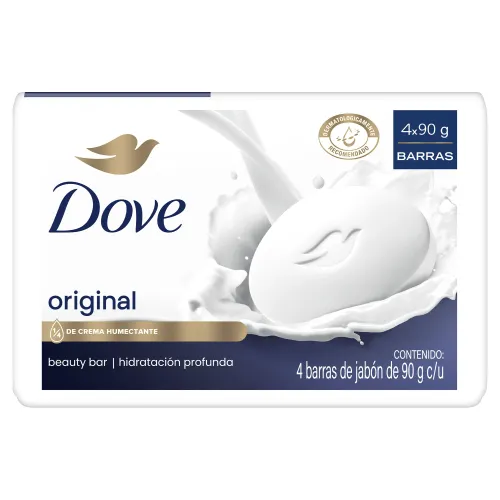 DERMATOLÓGICAMENTE
RECOMENDADO
4x90 g
BARRAS
Dove
original
1/4 DE CREMA HUMECTANTE
beauty bar | hidratación profunda
CONTENIDO:
4 barras de jabón de 90 g c/u